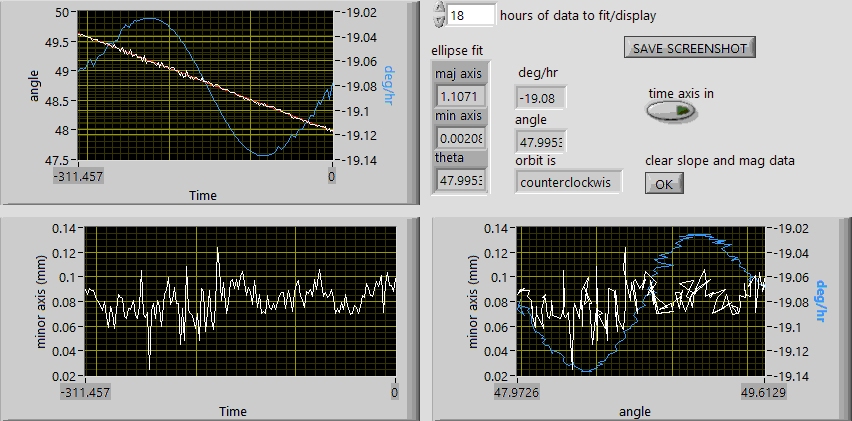 50
49.5
49
48.5
48
47.5
angle
-311.457
0
Time
-19.02
-19.04
-19.06
-19.08
-19.1
-19.12
-19.14
deg/hr
18 hours of data to fit/display
SAVE SCREENSHOT
ellipse fit
maj axis
1.1071
min axis
0.00208
theta
47.9953
deg/hr
-19.08
angle
47.9953
orbit is
counterclockwis
time axis in
clear slope and mag data
OK
0.14
0.12
0.1
0.08
0.06
0.04
0.02
minor axis (mm)
-311.457
0
Time
0.14
0.12
0.1
0.08
0.06
0.04
0.02
minor axis (mm)
47.9726
49.6129
angle
-19.02
-19.04
-19.06
-19.08
-19.1
-19.12
-19.14
deg/hr